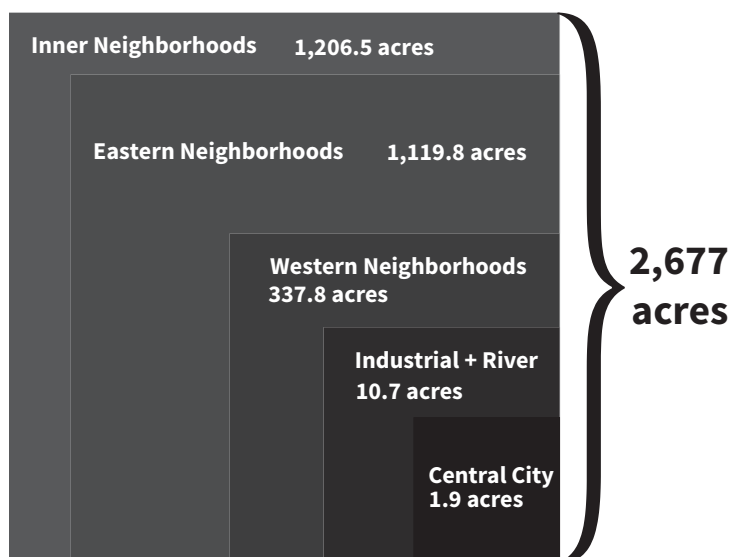 Inner Neighborhoods 1,206.5 acres
Eastern Neighborhoods 1,119.8 acres
Western Neighborhoods
337.8 acres
Industrial + River
10.7 acres
Central City
1.9 acres
2,677
acres